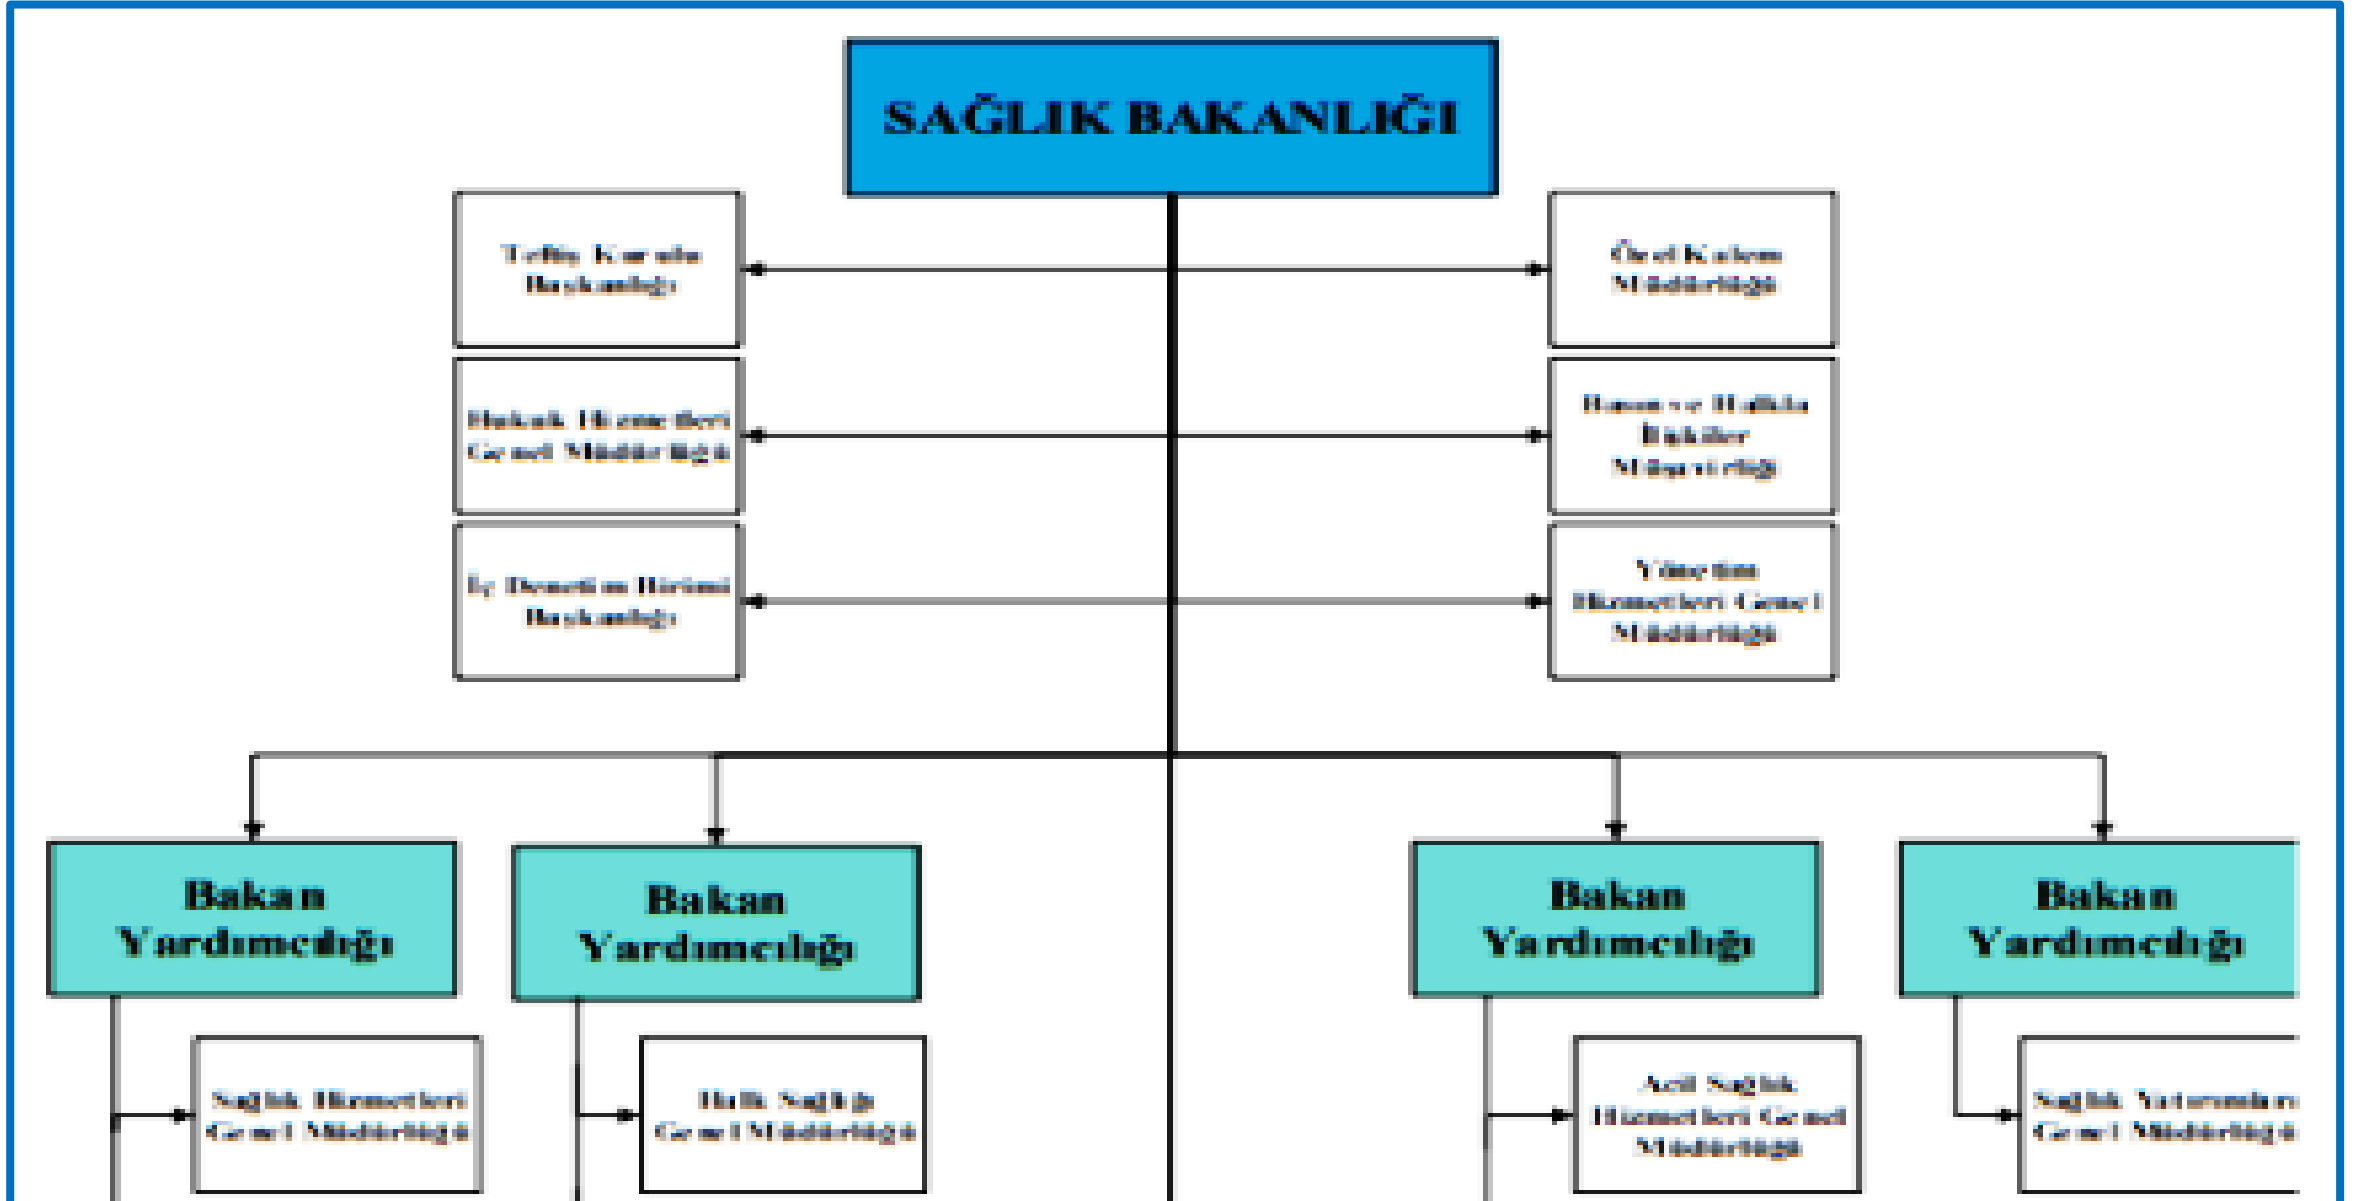 SAĞLIK BAKANLIĞI
Teftiş Kurulu
Başkanlığı
Özel Kalem
Müdürlüğü
Hukuk Hizmetleri
Genel Müdürlüğü
Basın ve Halkla
İlişkiler
Müşavirliği
İç Denetim Birimi
Başkanlığı
Yönetim
Hizmetleri Genel
Müdürlüğü
Bakan
Yardımcılığı
Bakan
Yardımcılığı
Bakan
Yardımcılığı
Bakan
Yardımcılığı
Sağlık Hizmetleri
Genel Müdürlüğü
Halk Sağlığı
Genel Müdürlüğü
Acil Sağlık
Hizmetleri Genel
Müdürlüğü
Sağlık Yatırımları
Genel Müdürlüğü